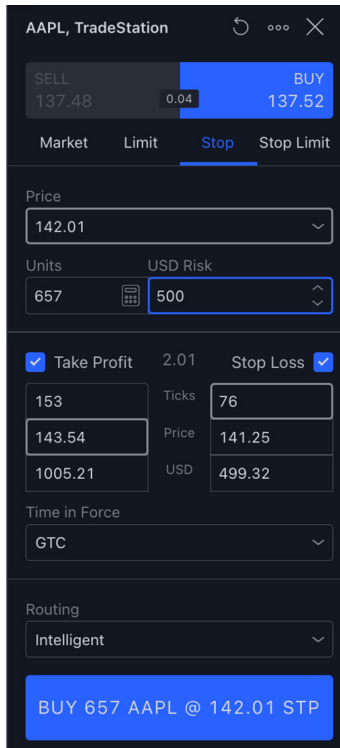 AAPL, TradeStation
SELL BUY
137.48 0.04 137.52
Market Limit Stop Stop Limit
Price
142.01
Units USD Risk
657 500
Take Profit 2.01 Stop Loss
153 Ticks 76
143.54 Price 141.25
1005.21 USD 499.32
Time in Force
GTC
Routing
Intelligent
BUY 657 AAPL @ 142.01 STP